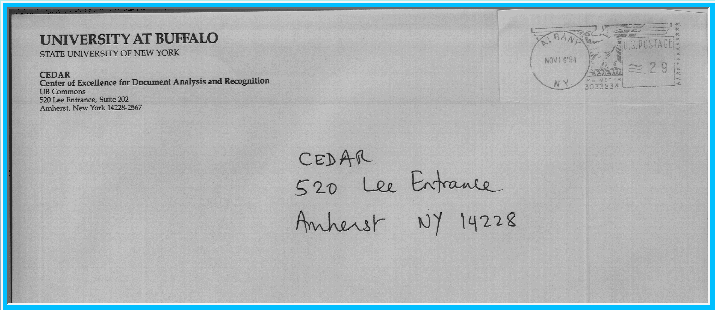 UNIVERSITY AT BUFFALO
STATE UNIVERSITY OF NEW YORK
CEDAR
Center of Excellence for Document Analysis and Recognition
UB Commons
520 Lee Entrance, Suite 202
Amherst, New York 14228-2567
ALBANY
NY
U.S. POSTAGE
.29
CEDAR
520 Lee Entrance
Amherst NY 14228